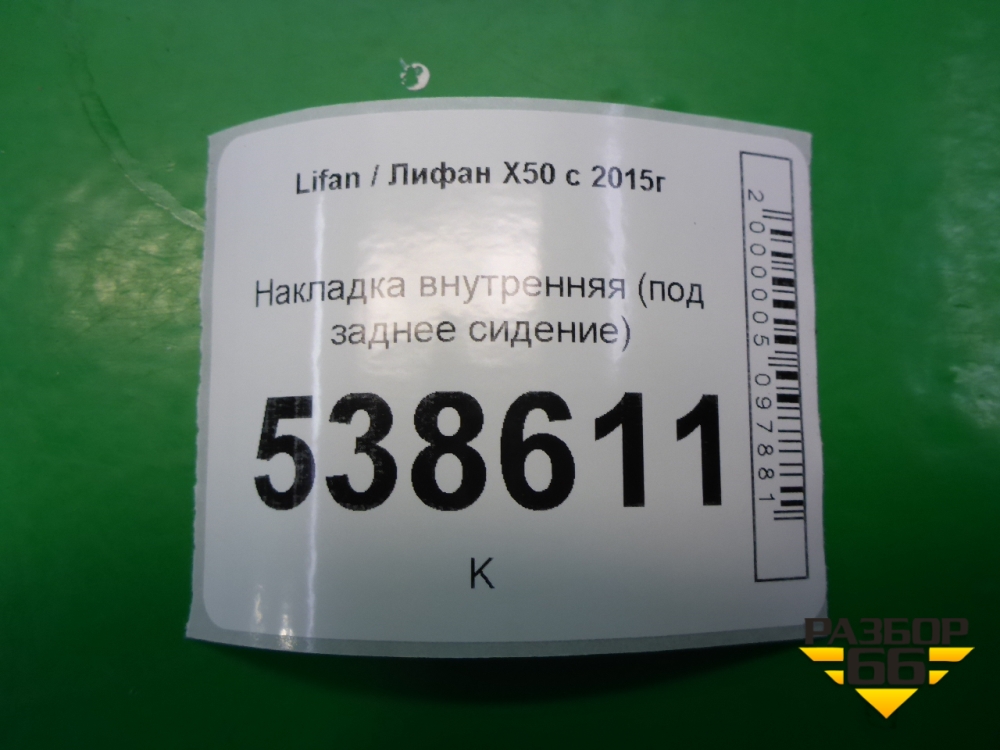 Lifan / Лифан X50 с 2015г
Накладка внутренняя (под
заднее сидение)
538611
К
2000005097881
РАЗБОР
66